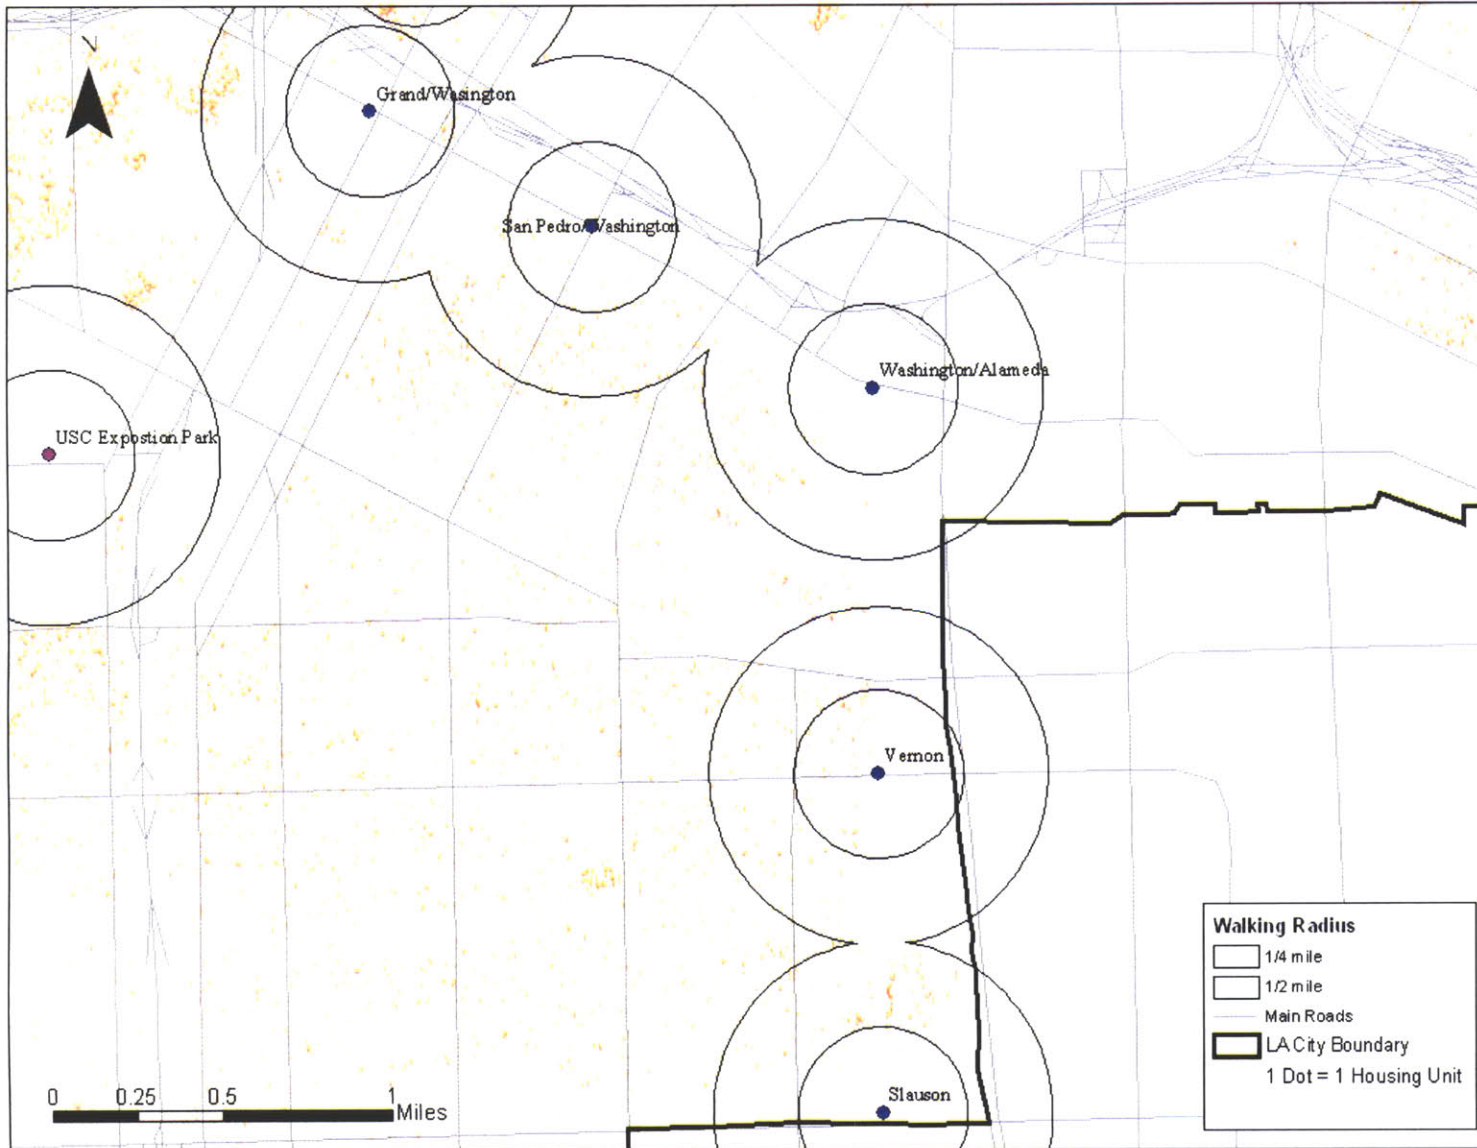 N
Grand/Wasington
San Pedro/Washington
Washington/Alameda
USC Expostion Park
Vernon
Slauson
Walking Radius
1/4 mile
1/2 mile
Main Roads
LA City Boundary
1 Dot = 1 Housing Unit
0 0.25 0.5 1
Miles